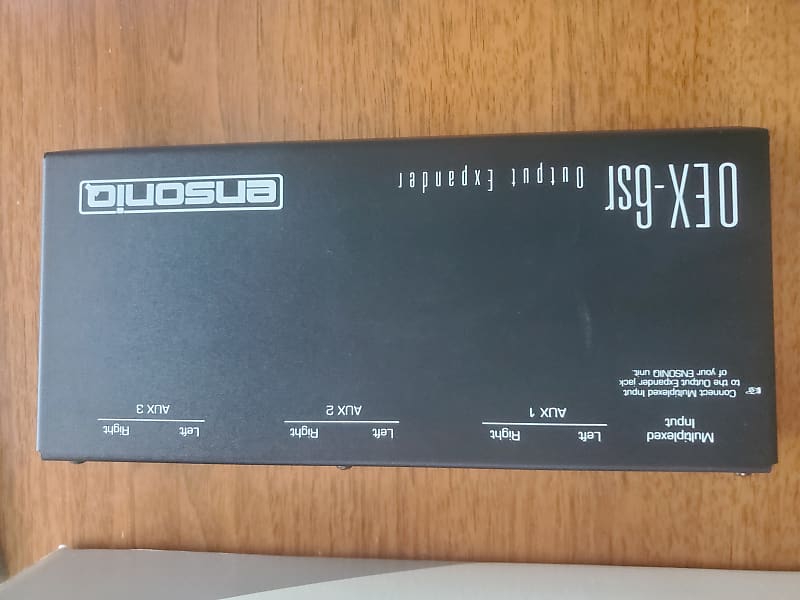 Multiplexed
Input
Left Right
AUX 1
Left Right
AUX 2
Left Right
AUX 3
☞ Connect Multiplexed Input
to the Output Expander jack
of your ENSONIQ unit.
OEX-6sr Output Expander
ensoniq